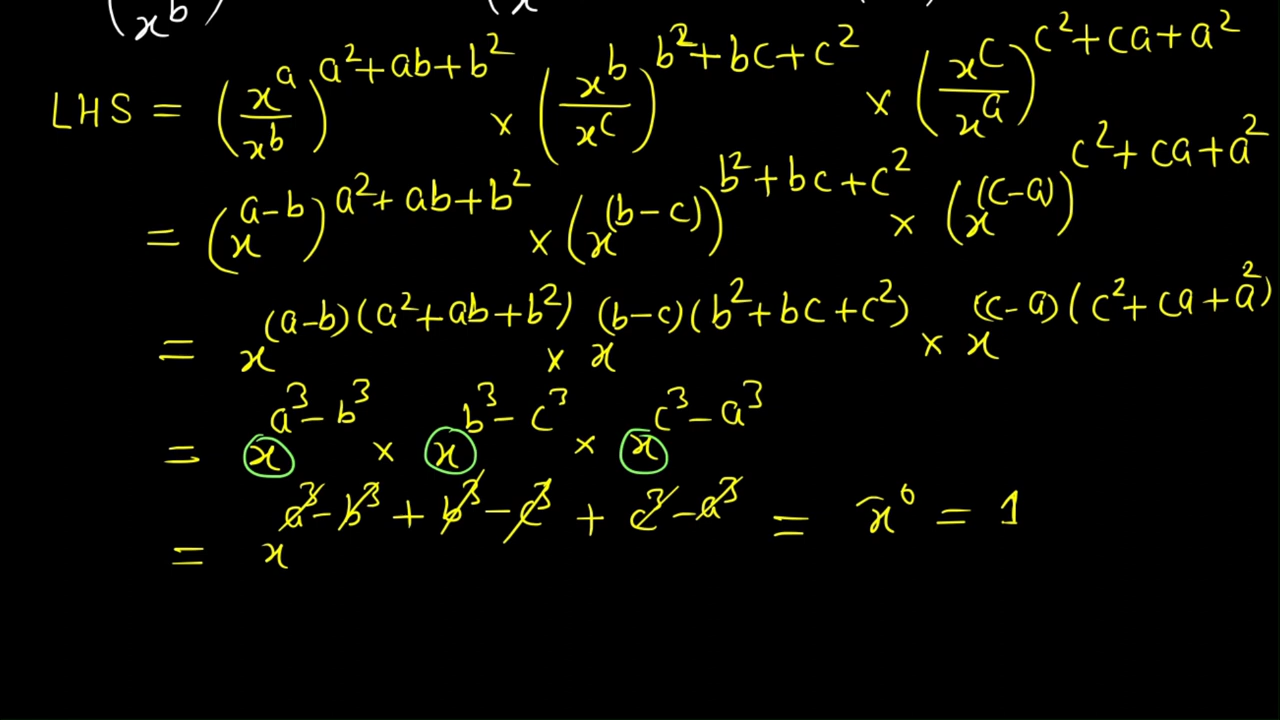 (x^b)
(x
LHS = (x^a/x^b)^(a²+ab+b²) × (x^b/x^c)^(b²+bc+c²) × (x^c/x^a)^(c²+ca+a²)
= (x^(a-b))^(a²+ab+b²) × (x^(b-c))^(b²+bc+c²) × (x^(c-a))^(c²+ca+a²)
= x^((a-b)(a²+ab+b²)) × x^((b-c)(b²+bc+c²)) × x^((c-a)(c²+ca+a²))
= x^(a³-b³) × x^(b³-c³) × x^(c³-a³)
= x^(a³-b³+b³-c³+c³-a³) = x⁰ = 1